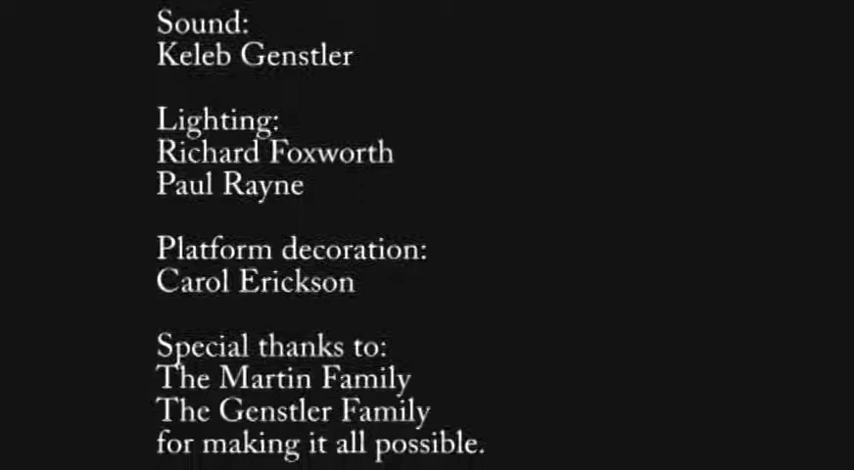 Sound:
Keleb Genstler
Lighting:
Richard Foxworth
Paul Rayne
Platform decoration:
Carol Erickson
Special thanks to:
The Martin Family
The Genstler Family
for making it all possible.